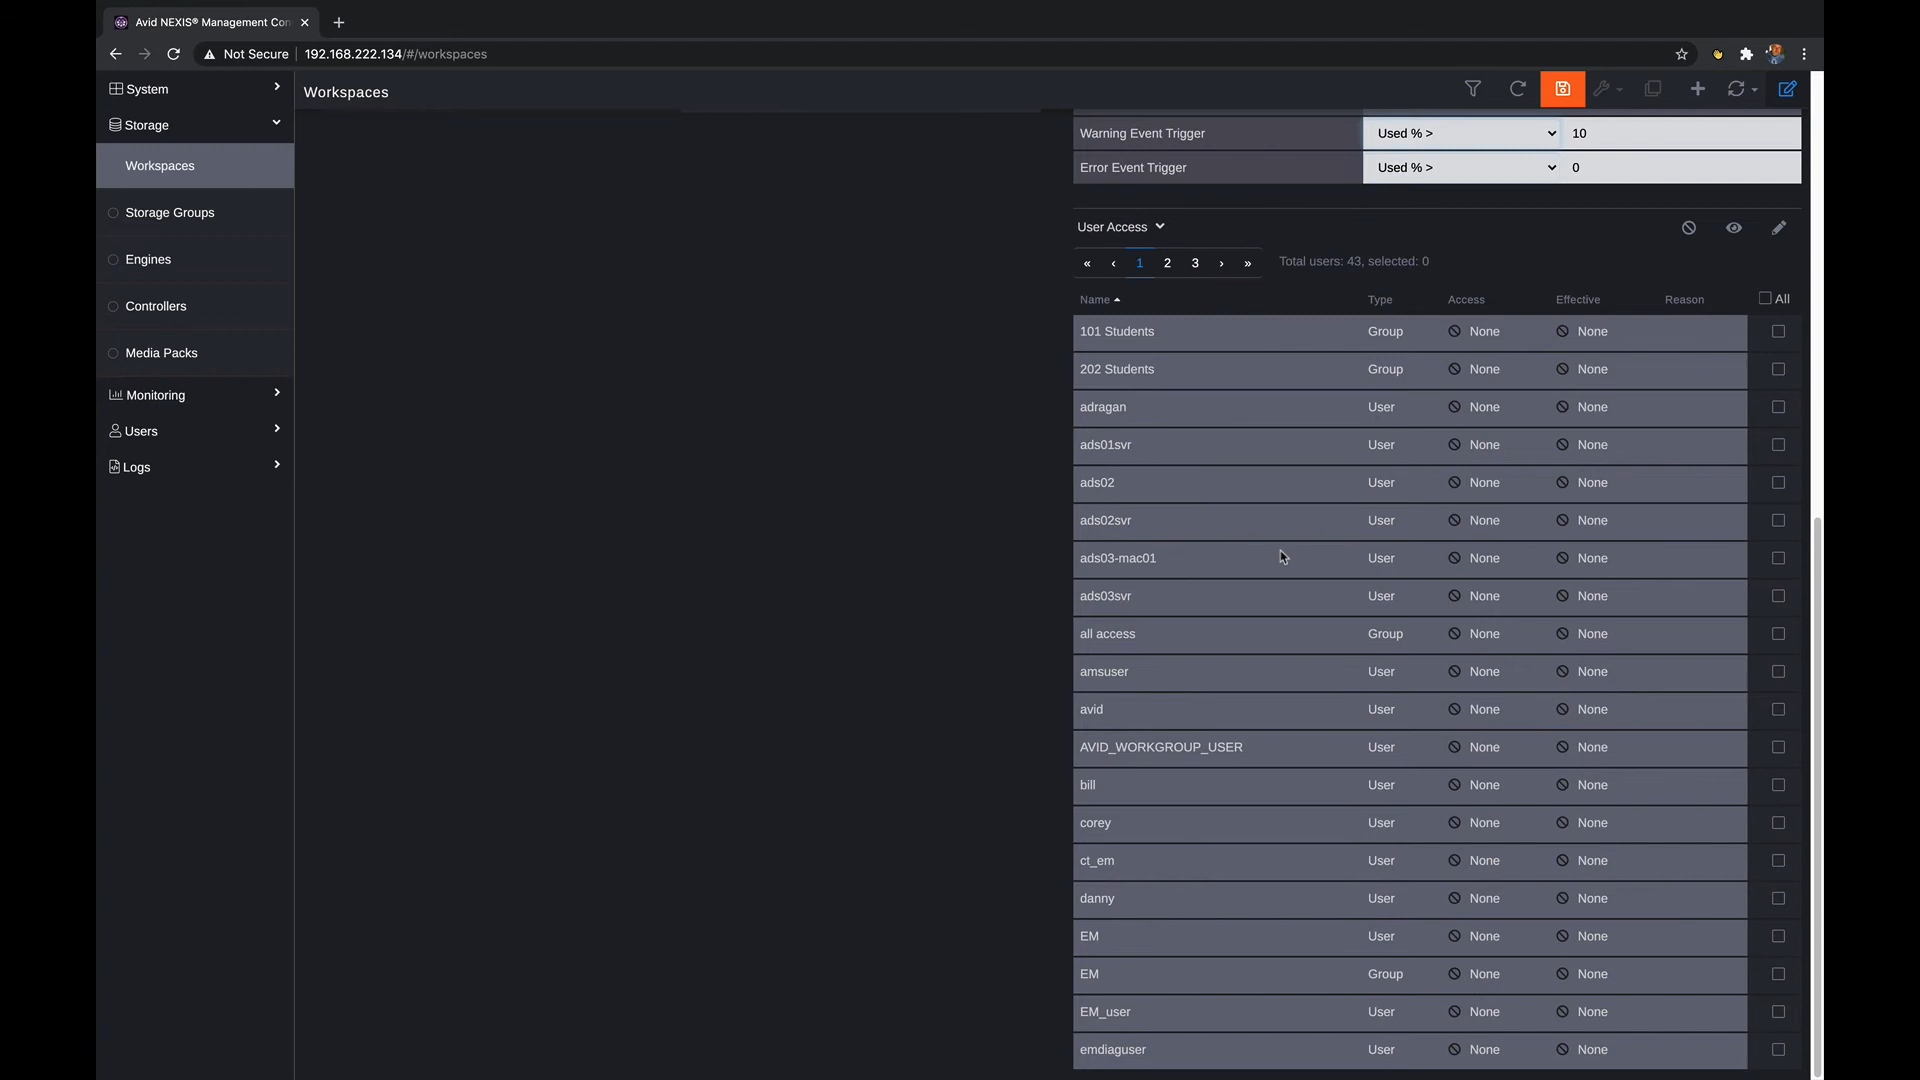 Avid NEXIS® Management Con
Not Secure
192.168.222.134/#/workspaces
System
Storage
Workspaces
Storage Groups
Engines
Controllers
Media Packs
Monitoring
Users
Logs
Workspaces
Warning Event Trigger Used % > 10
Error Event Trigger Used % > 0
User Access
« ‹ 1 2 3 › » Total users: 43, selected: 0
Name Type Access Effective Reason All
101 Students Group None None
202 Students Group None None
adragan User None None
ads01svr User None None
ads02 User None None
ads02svr User None None
ads03-mac01 User None None
ads03svr User None None
all access Group None None
amsuser User None None
avid User None None
AVID_WORKGROUP_USER User None None
bill User None None
corey User None None
ct_em User None None
danny User None None
EM User None None
EM Group None None
EM_user User None None
emdiaguser User None None